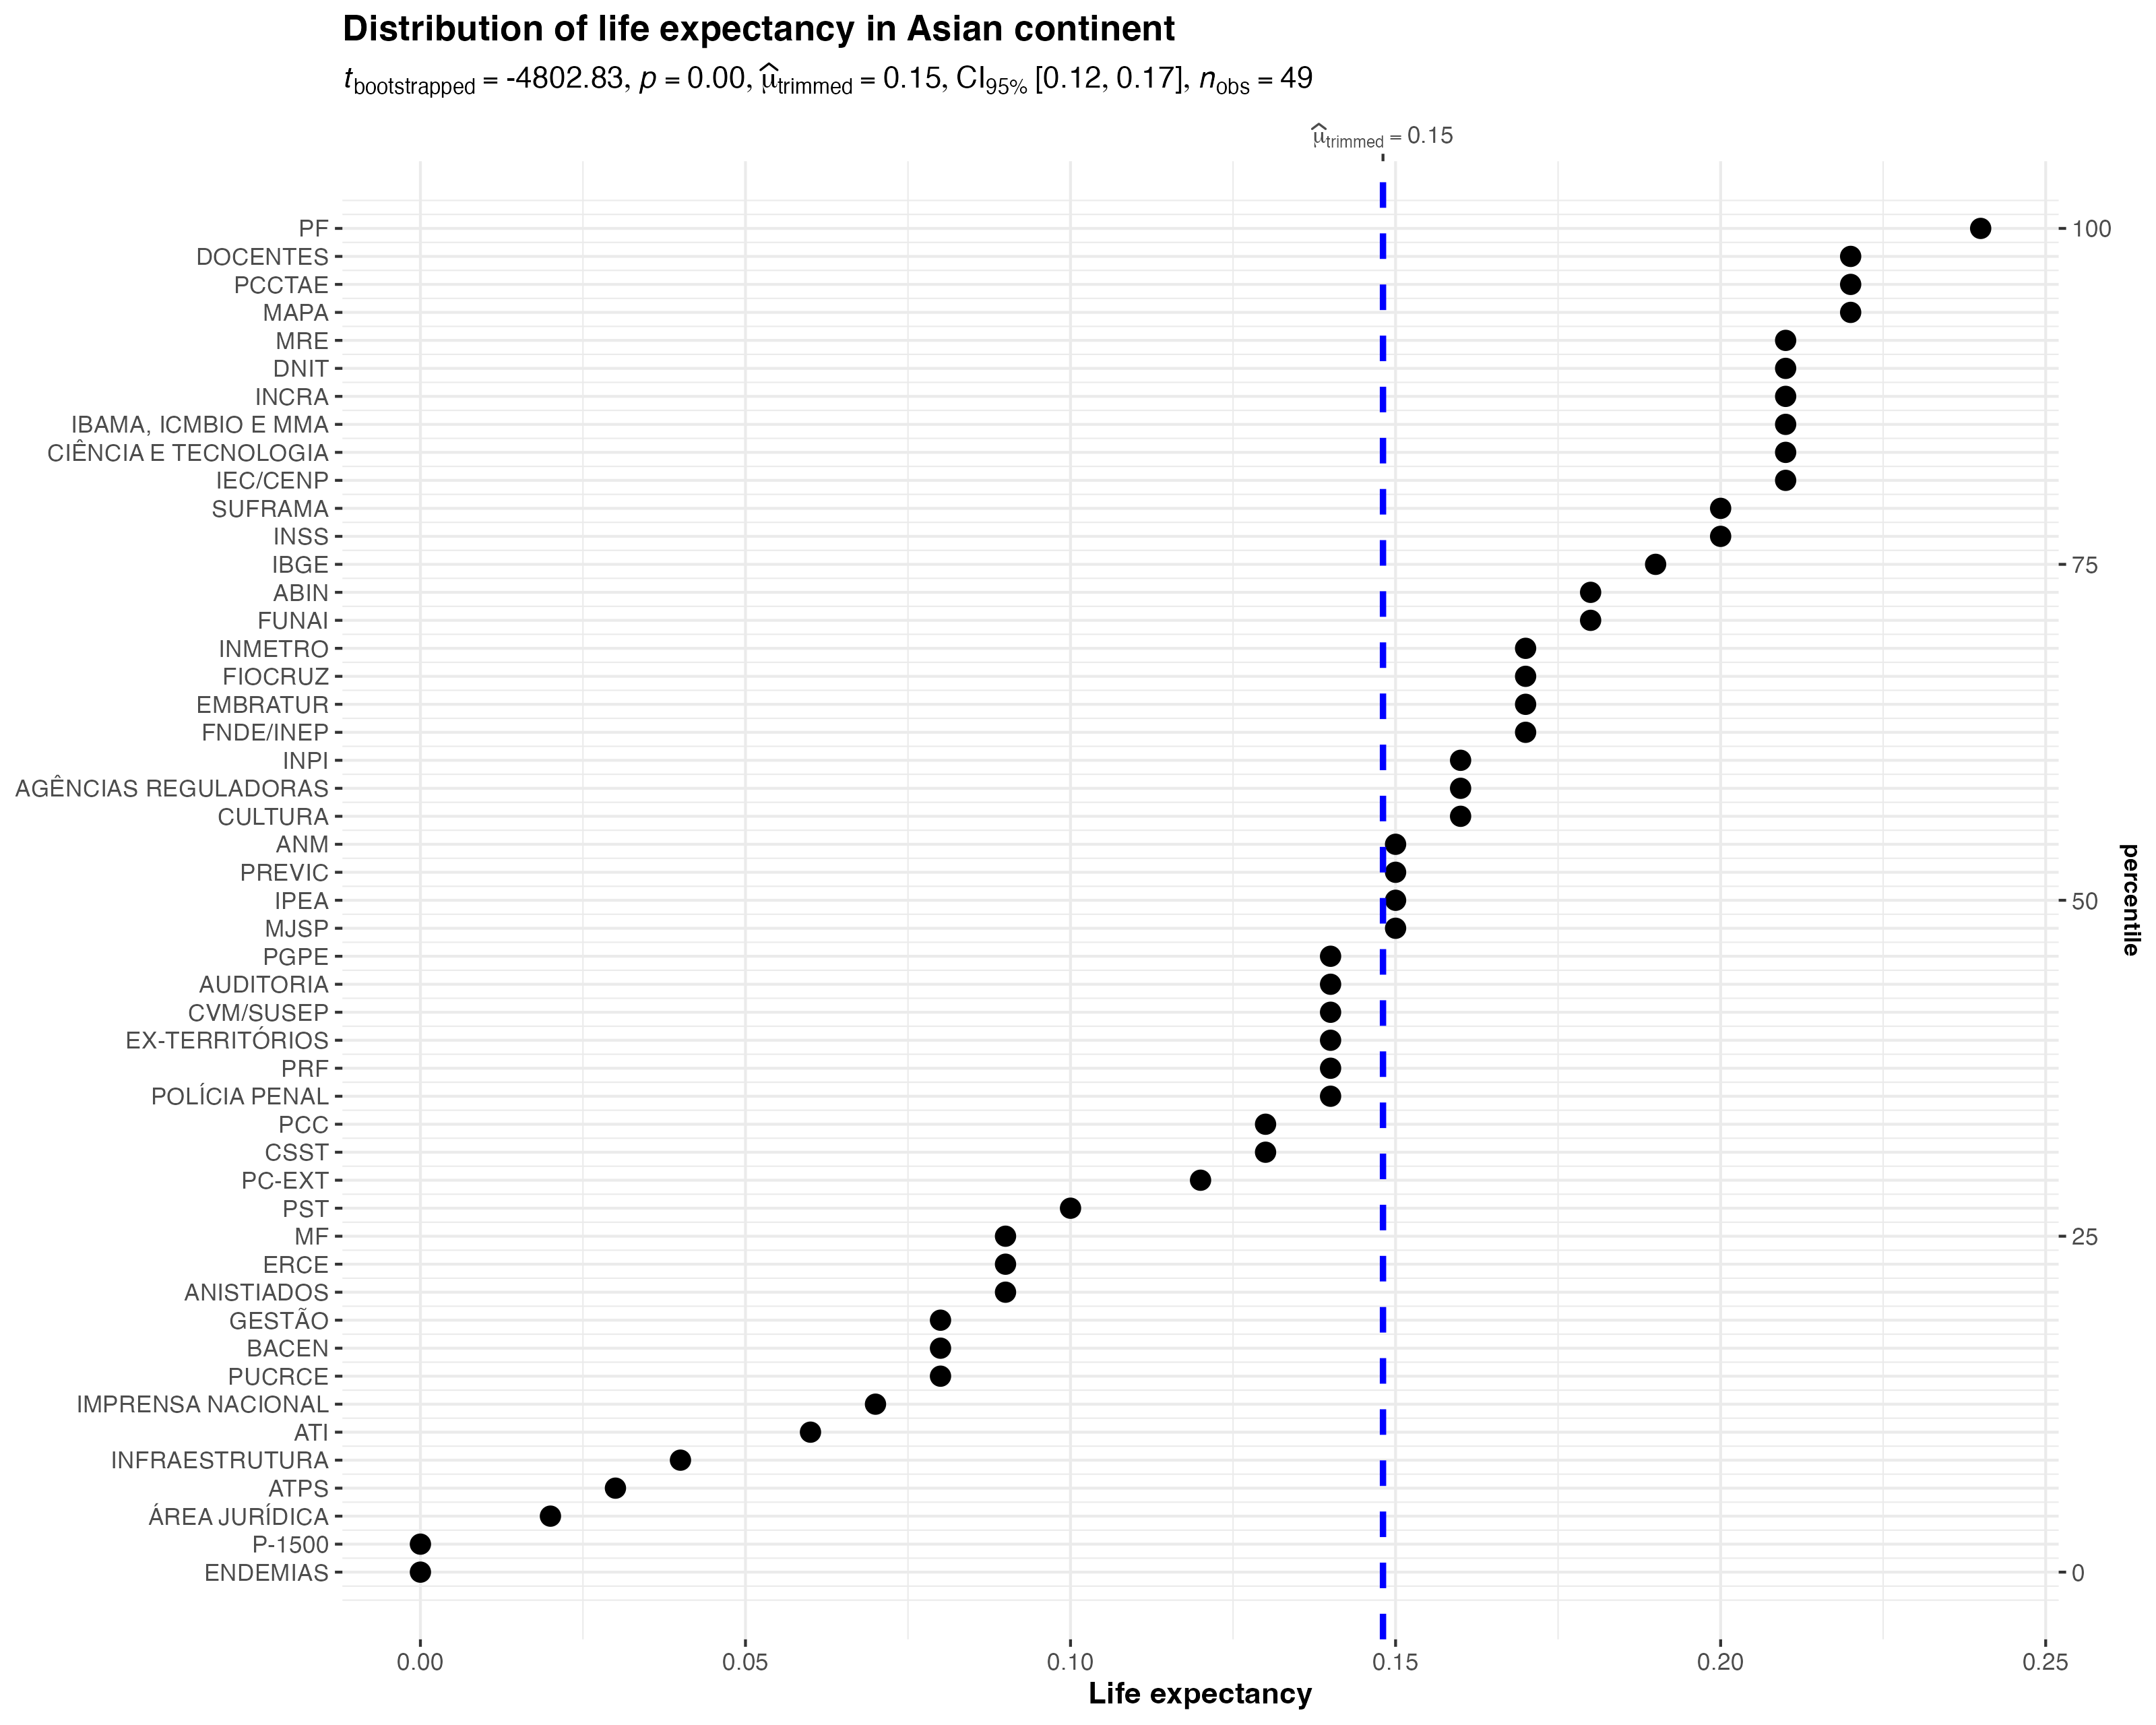 Distribution of life expectancy in Asian continent
t bootstrapped = -4802.83, p = 0.00, μ̂ trimmed = 0.15, CI 95% [0.12, 0.17], n obs = 49
μ̂ trimmed = 0.15
PF
DOCENTES
PCCTAE
MAPA
MRE
DNIT
INCRA
IBAMA, ICMBIO E MMA
CIÊNCIA E TECNOLOGIA
IEC/CENP
SUFRAMA
INSS
IBGE
ABIN
FUNAI
INMETRO
FIOCRUZ
EMBRATUR
FNDE/INEP
INPI
AGÊNCIAS REGULADORAS
CULTURA
ANM
PREVIC
IPEA
MJSP
PGPE
AUDITORIA
CVM/SUSEP
EX-TERRITÓRIOS
PRF
POLÍCIA PENAL
PCC
CSST
PC-EXT
PST
MF
ERCE
ANISTIADOS
GESTÃO
BACEN
PUCRCE
IMPRENSA NACIONAL
ATI
INFRAESTRUTURA
ATPS
ÁREA JURÍDICA
P-1500
ENDEMIAS
100
75
50
25
0
percentile
0.00 0.05 0.10 0.15 0.20 0.25
Life expectancy